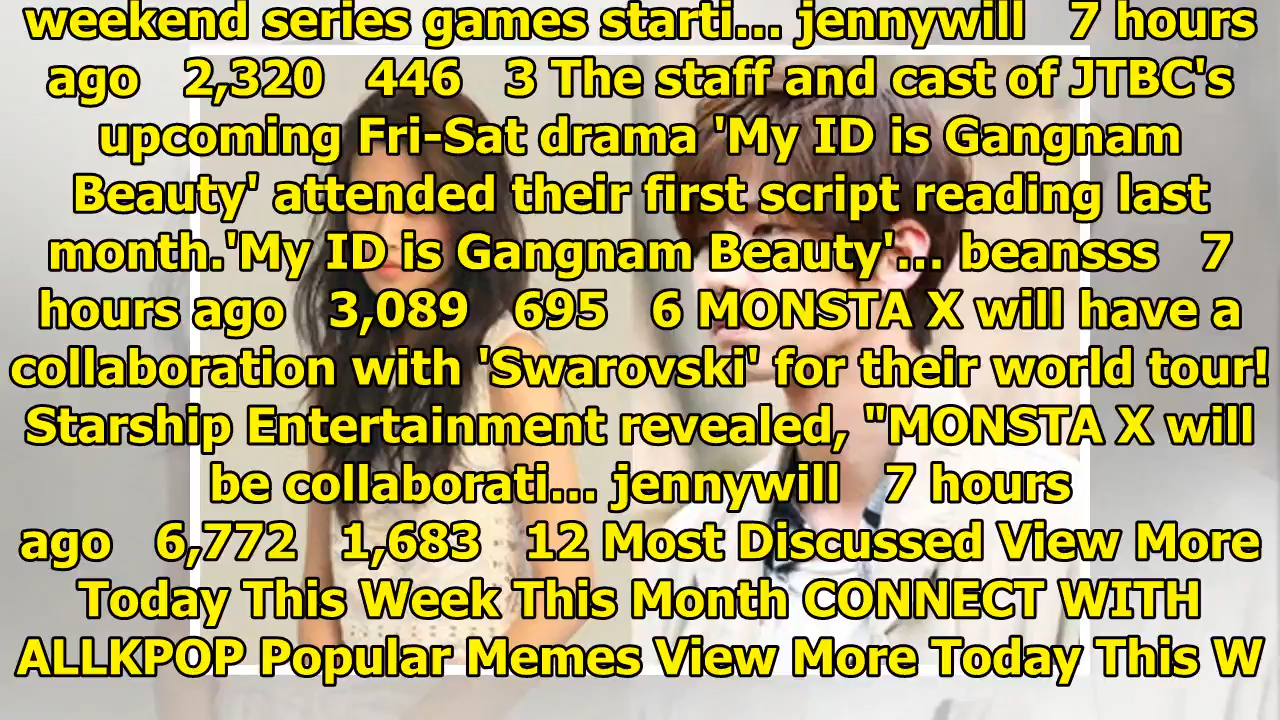 weekend series games starti... jennywill 7 hours
ago 2,320 446 3 The staff and cast of JTBC's
upcoming Fri-Sat drama 'My ID is Gangnam
Beauty' attended their first script reading last
month.'My ID is Gangnam Beauty'... beansss 7
hours ago 3,089 695 6 MONSTA X will have a
collaboration with 'Swarovski' for their world tour!
Starship Entertainment revealed, "MONSTA X will
be collaborati... jennywill 7 hours
ago 6,772 1,683 12 Most Discussed View More
Today This Week This Month CONNECT WITH
ALLKPOP Popular Memes View More Today This W